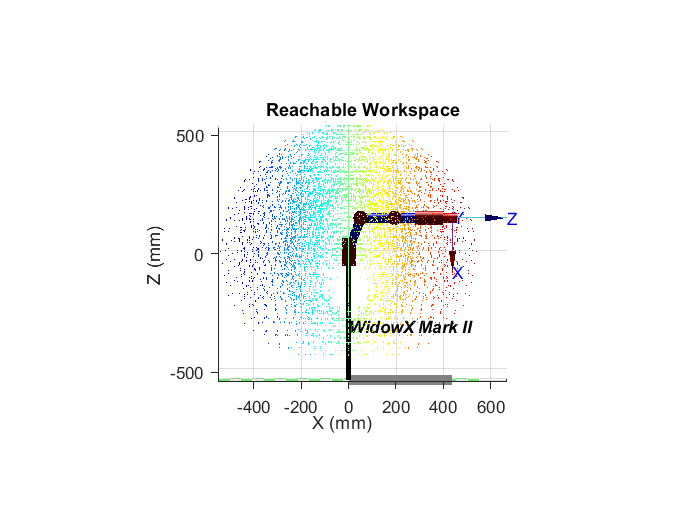 Reachable Workspace
500
0
-500
Z (mm)
Y
Z
X
WidowX Mark II
-400 -200 0 200 400 600
X (mm)